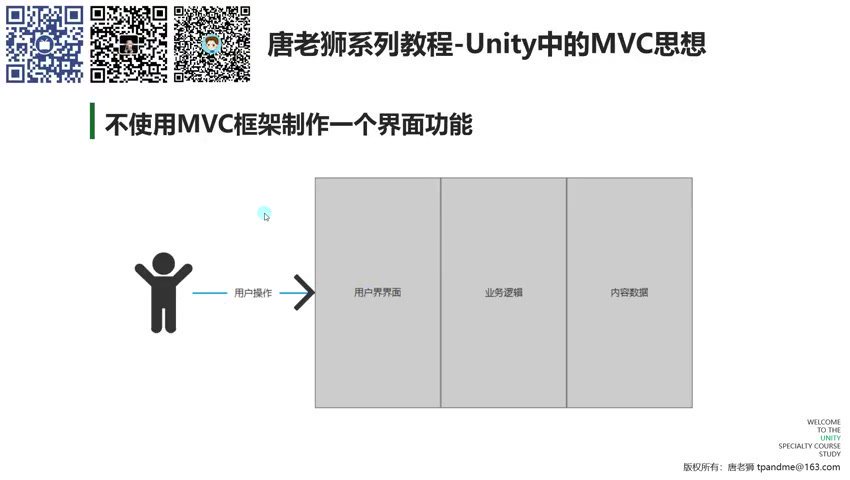 唐老狮系列教程-Unity中的MVC思想
不使用MVC框架制作一个界面功能
用户操作
用户界界面
业务逻辑
内容数据
WELCOME
TO THE
UNITY
SPECIALTY COURSE
STUDY
版权所有：唐老狮 tpandme@163.com